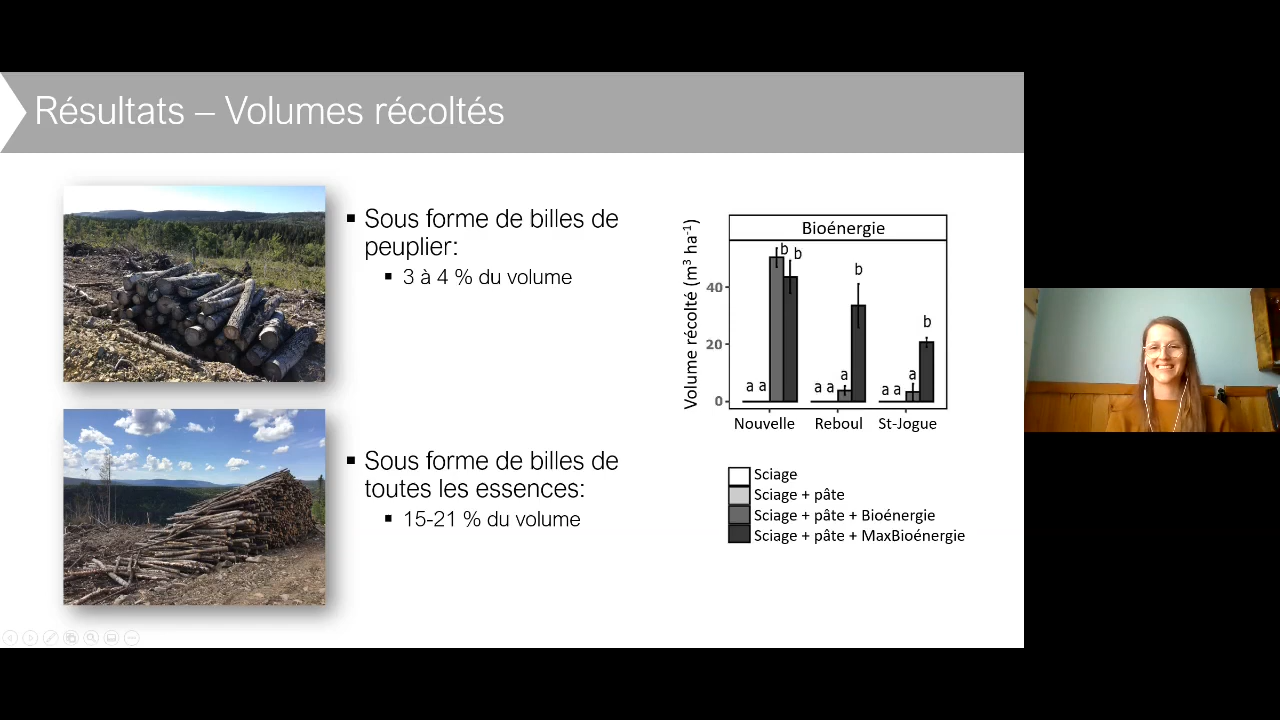 Résultats – Volumes récoltés
▪ Sous forme de billes de
peuplier:
▪ 3 à 4 % du volume
▪ Sous forme de billes de
toutes les essences:
▪ 15-21 % du volume
Bioénergie
Volume récolté (m³ ha⁻¹)
40
20
0
a a b b
a a a b
a a a b
Nouvelle Reboul St-Jogue
Sciage
Sciage + pâte
Sciage + pâte + Bioénergie
Sciage + pâte + MaxBioénergie